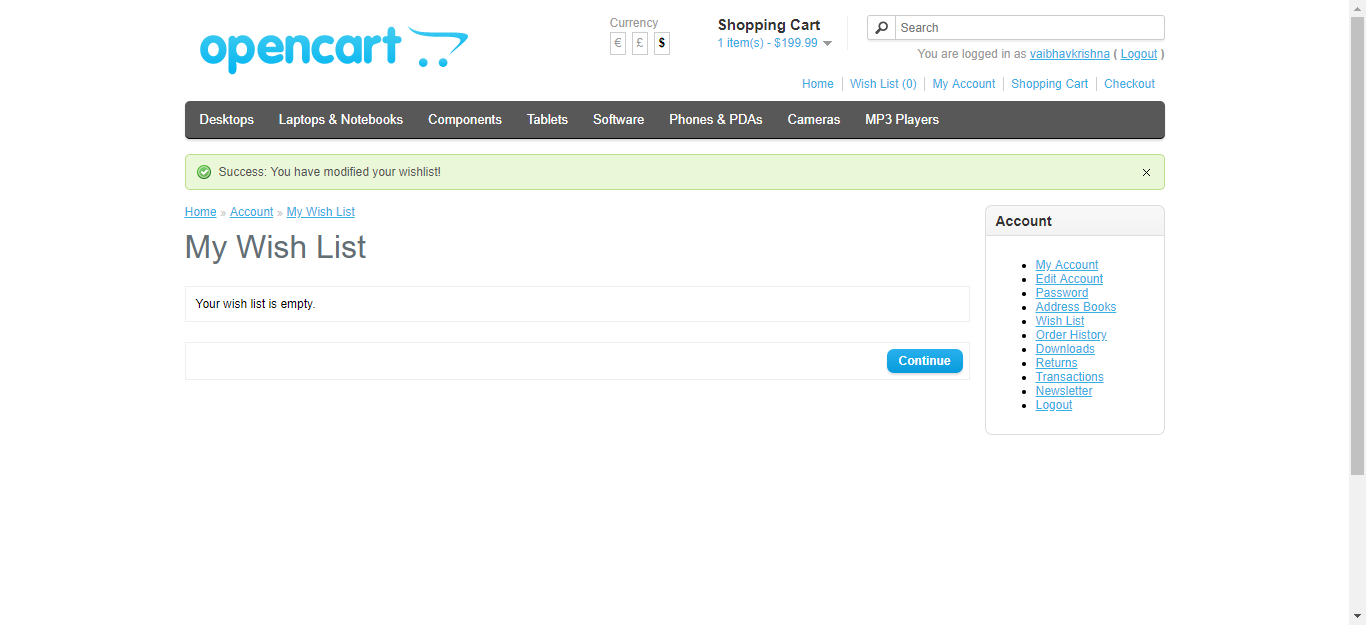 opencart
Currency
€ £ $
Shopping Cart
1 item(s) - $199.99
Search
You are logged in as vaibhavkrishna ( Logout )
Home Wish List (0) My Account Shopping Cart Checkout
Desktops Laptops & Notebooks Components Tablets Software Phones & PDAs Cameras MP3 Players
Success: You have modified your wishlist!
Home » Account » My Wish List
My Wish List
Your wish list is empty.
Continue
Account
My Account
Edit Account
Password
Address Books
Wish List
Order History
Downloads
Returns
Transactions
Newsletter
Logout